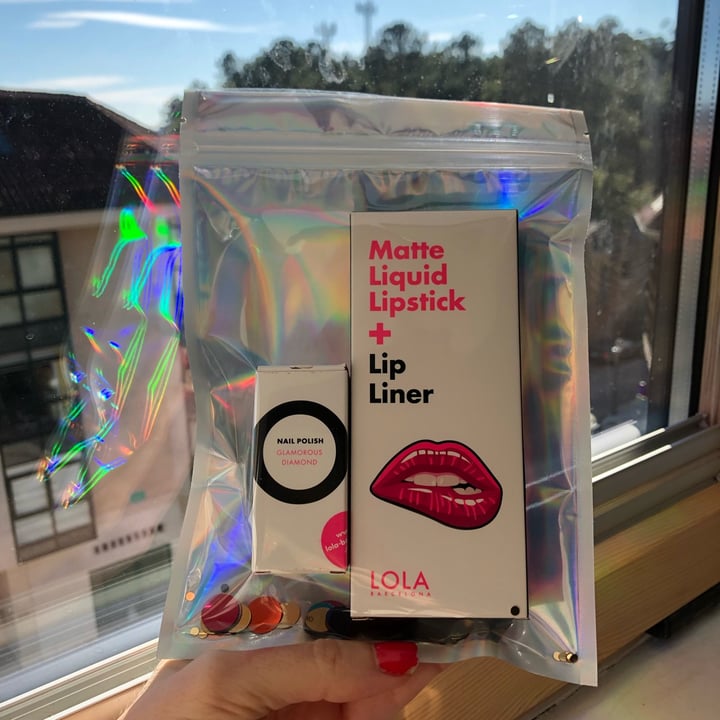 Matte
Liquid
Lipstick
+
Lip
Liner
LOLA
BARCELONA
NAIL POLISH
GLAMOROUS
DIAMOND